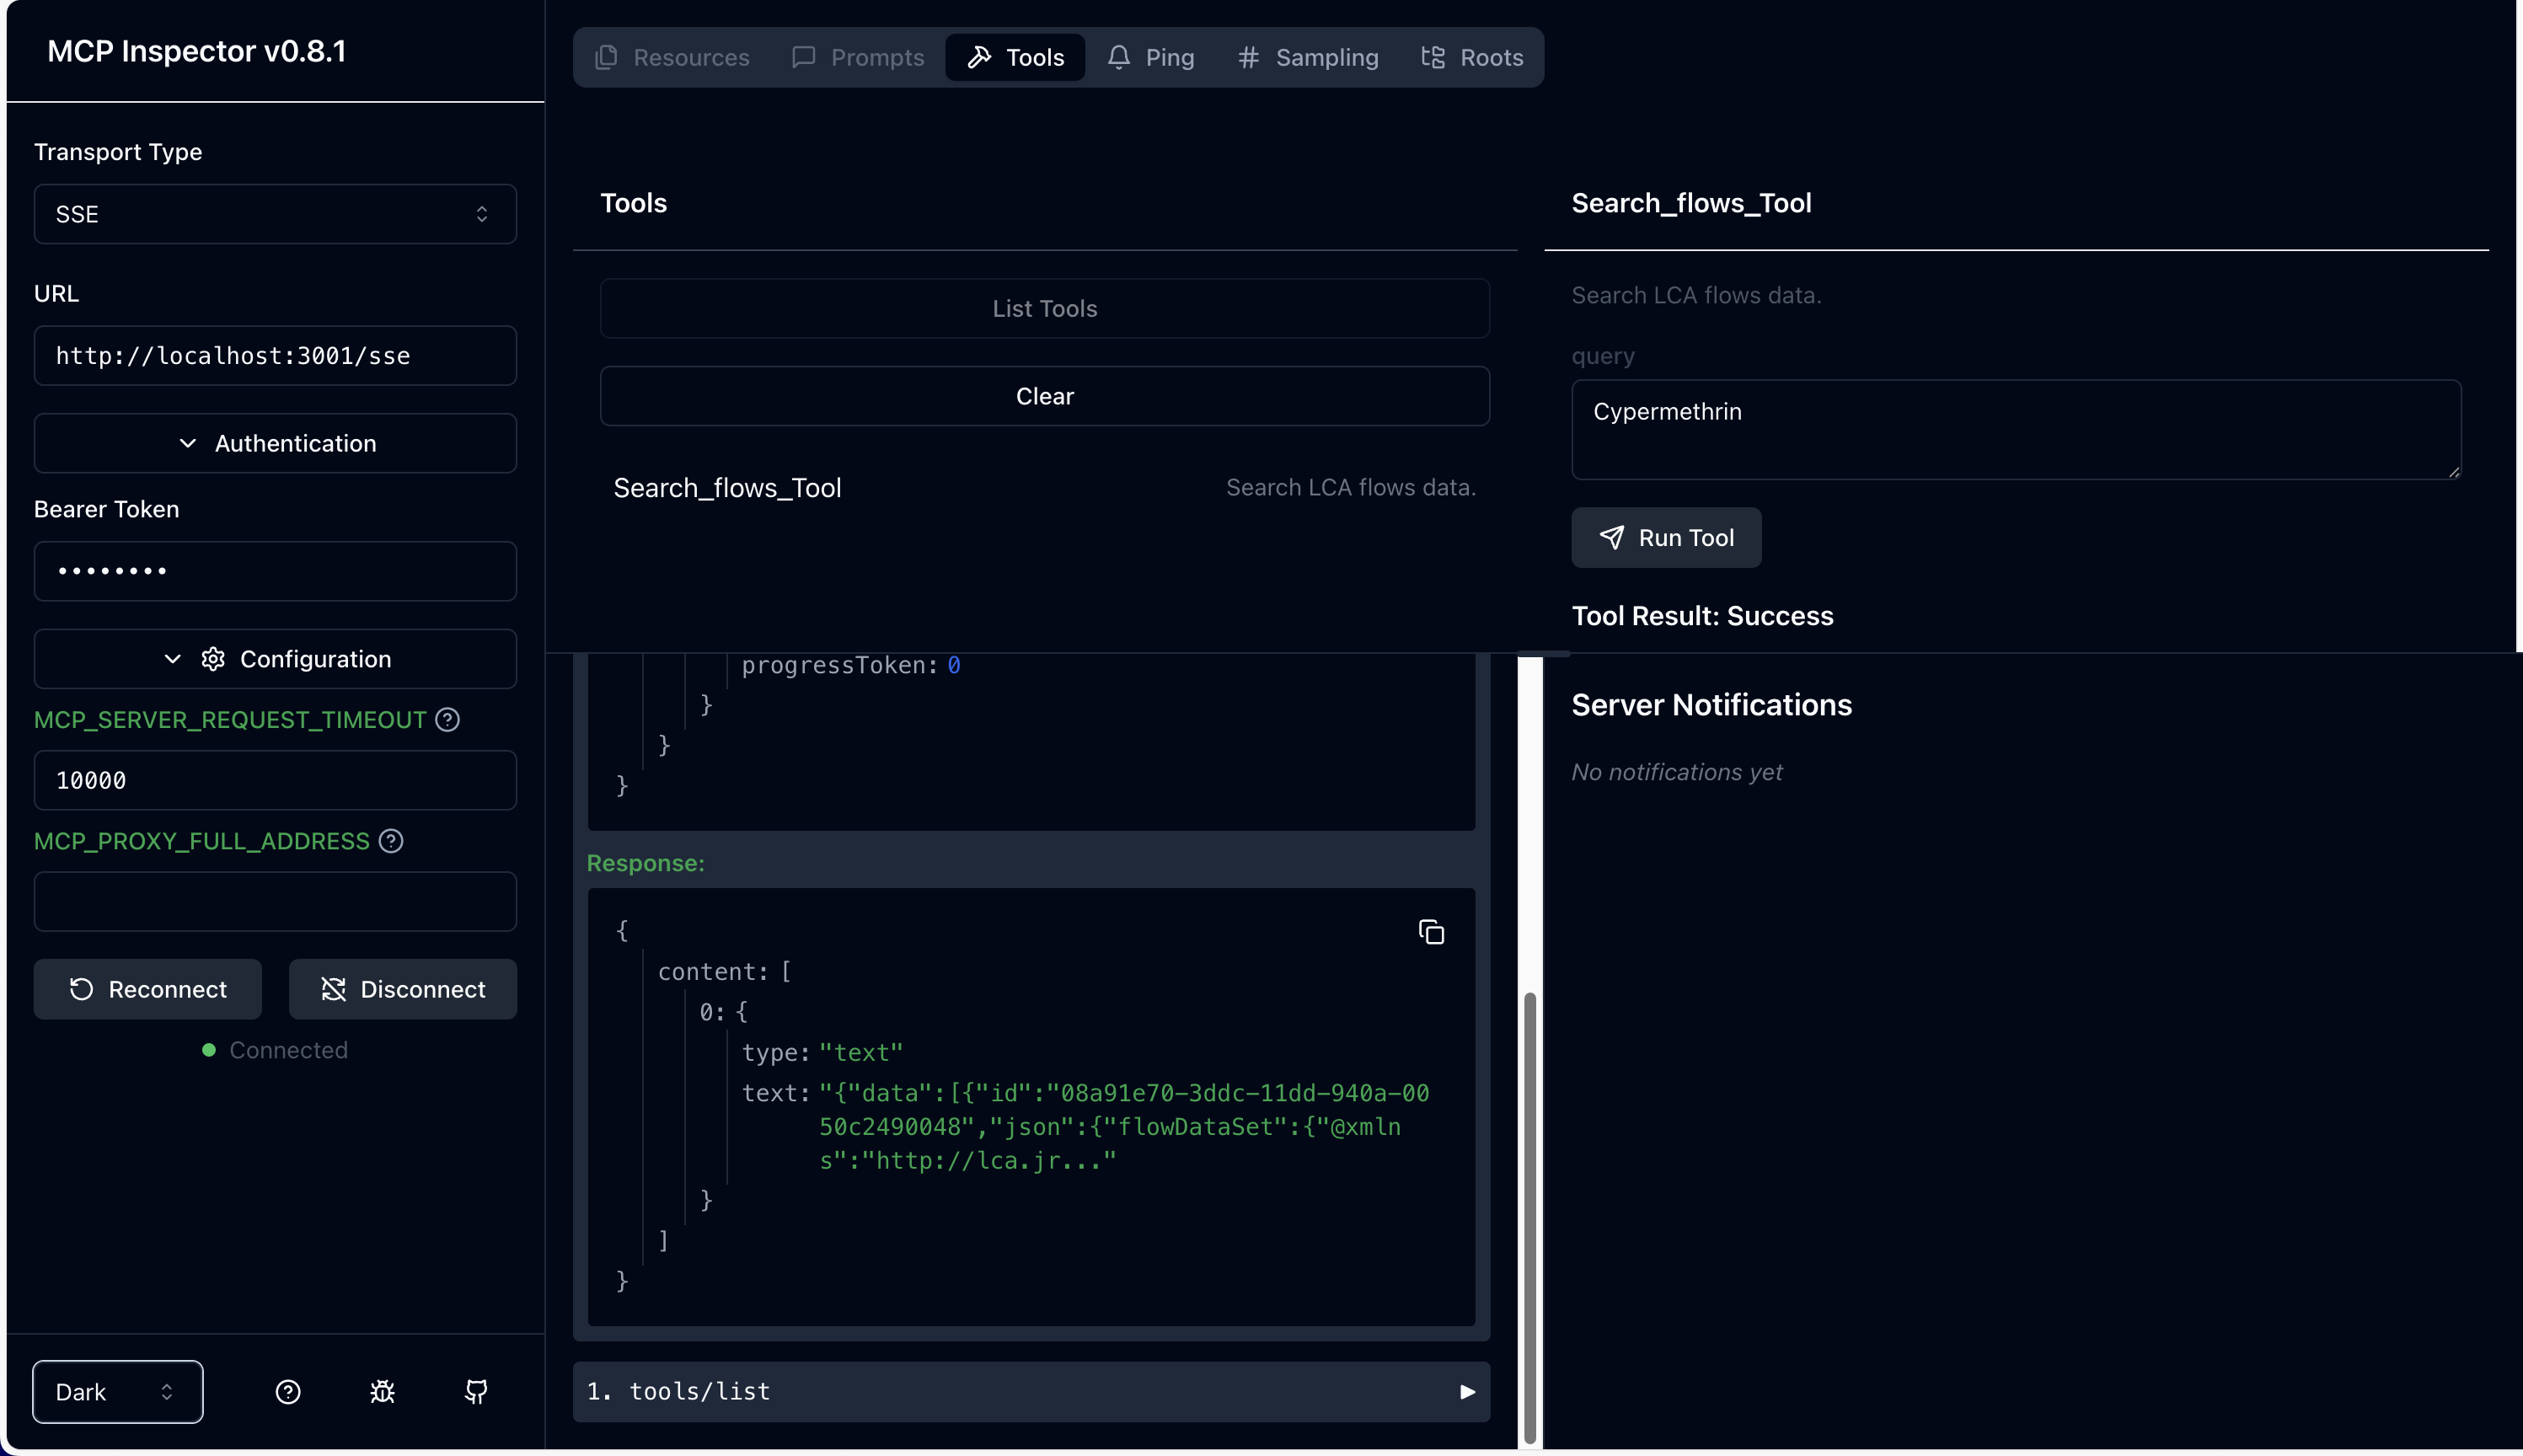 MCP Inspector v0.8.1
Transport Type
SSE
URL
http://localhost:3001/sse
Authentication
Bearer Token
••••••••
Configuration
MCP_SERVER_REQUEST_TIMEOUT
10000
MCP_PROXY_FULL_ADDRESS
Reconnect Disconnect
Connected
Dark
Resources Prompts Tools Ping Sampling Roots
Tools
List Tools
Clear
Search_flows_Tool Search LCA flows data.
Search_flows_Tool
Search LCA flows data.
query
Cypermethrin
Run Tool
Tool Result: Success
progressToken: 0
}
}
}
Response:
{
content: [
0: {
type: "text"
text: "{"data":[{"id":"08a91e70-3ddc-11dd-940a-00
50c2490048","json":{"flowDataSet":{"@xmln
s":"http://lca.jr..."
}
]
}
1. tools/list
Server Notifications
No notifications yet